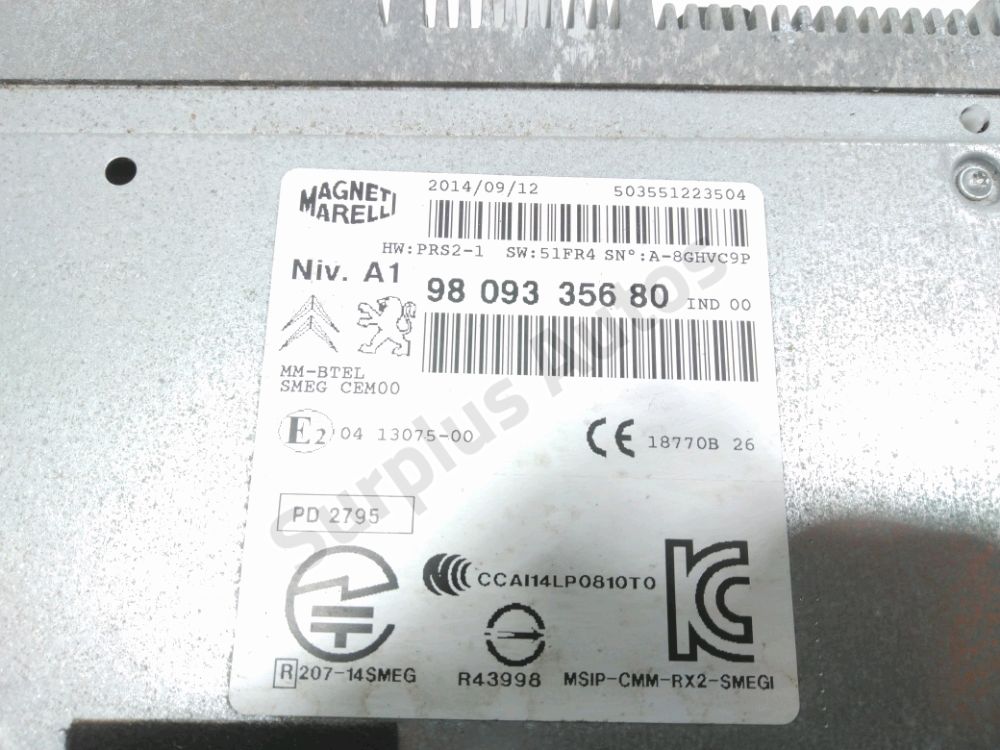 MAGNETI MARELLI
2014/09/12 503551223504
HW:PRS2-1 SW:51FR4 SN°:A-8GHVC9P
Niv. A1
98 093 356 80 IND 00
MM-BTEL
SMEG CEM00
E2 04 13075-00
CE 18770B 26
PD 2795
CCAI14LP0810T0
R 207-14SMEG
R43998
MSIP-CMM-RX2-SMEGI
Surplus Autos